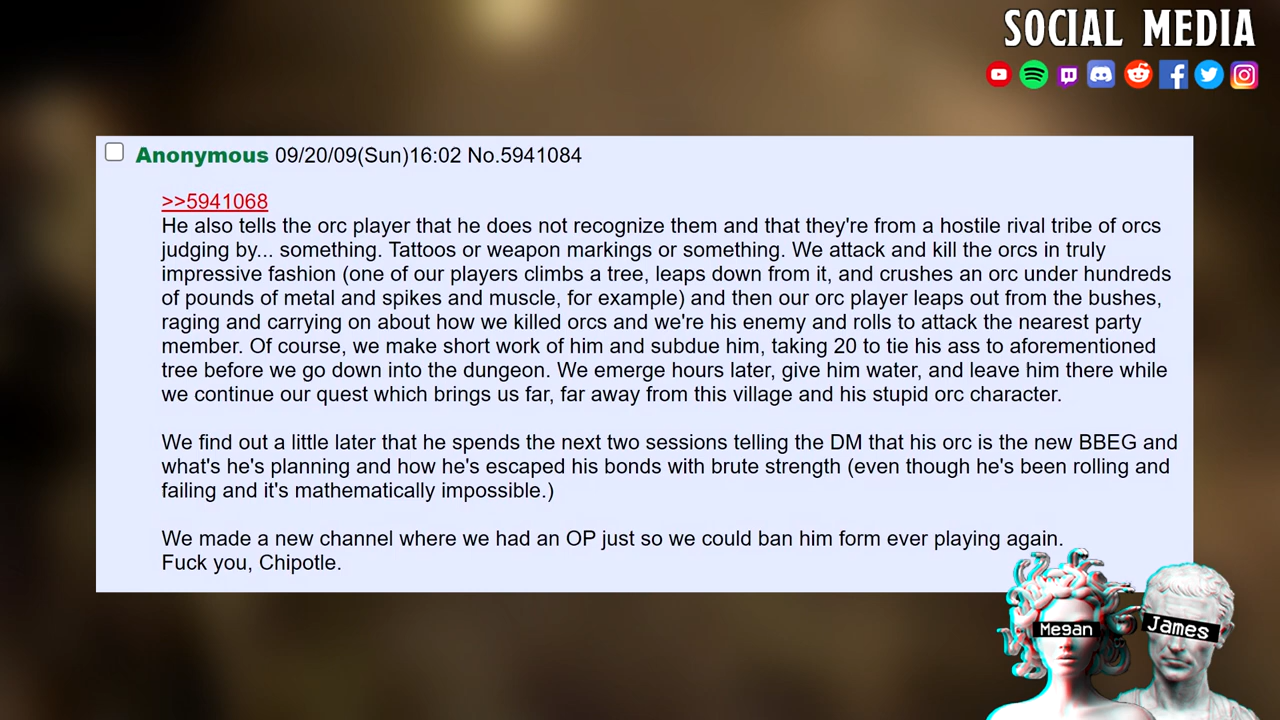 SOCIAL MEDIA
Anonymous 09/20/09(Sun)16:02 No.5941084
>>5941068
He also tells the orc player that he does not recognize them and that they're from a hostile rival tribe of orcs
judging by... something. Tattoos or weapon markings or something. We attack and kill the orcs in truly
impressive fashion (one of our players climbs a tree, leaps down from it, and crushes an orc under hundreds
of pounds of metal and spikes and muscle, for example) and then our orc player leaps out from the bushes,
raging and carrying on about how we killed orcs and we're his enemy and rolls to attack the nearest party
member. Of course, we make short work of him and subdue him, taking 20 to tie his ass to aforementioned
tree before we go down into the dungeon. We emerge hours later, give him water, and leave him there while
we continue our quest which brings us far, far away from this village and his stupid orc character.
We find out a little later that he spends the next two sessions telling the DM that his orc is the new BBEG and
what's he's planning and how he's escaped his bonds with brute strength (even though he's been rolling and
failing and it's mathematically impossible.)
We made a new channel where we had an OP just so we could ban him form ever playing again.
Fuck you, Chipotle.
Megan
James